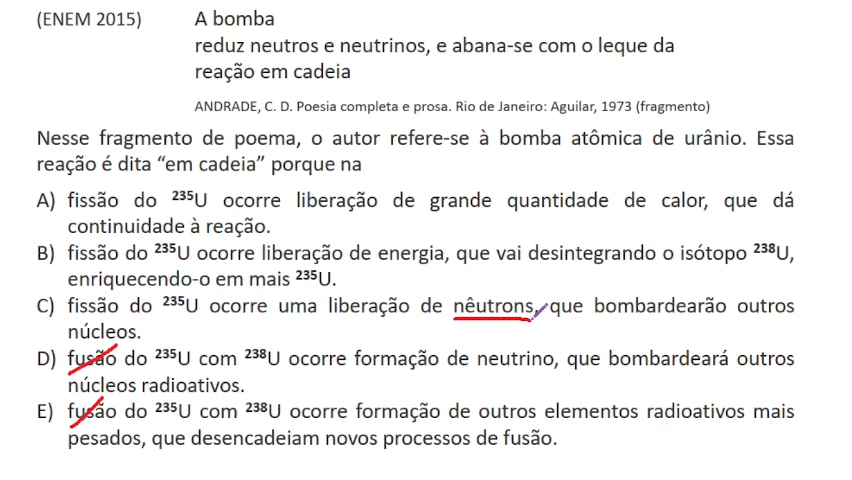 (ENEM 2015) A bomba
reduz neutros e neutrinos, e abana-se com o leque da
reação em cadeia
ANDRADE, C. D. Poesia completa e prosa. Rio de Janeiro: Aguilar, 1973 (fragmento)
Nesse fragmento de poema, o autor refere-se à bomba atômica de urânio. Essa
reação é dita “em cadeia” porque na
A) fissão do ²³⁵U ocorre liberação de grande quantidade de calor, que dá
continuidade à reação.
B) fissão do ²³⁵U ocorre liberação de energia, que vai desintegrando o isótopo ²³⁸U,
enriquecendo-o em mais ²³⁵U.
C) fissão do ²³⁵U ocorre uma liberação de nêutrons, que bombardearão outros
núcleos.
D) fusão do ²³⁵U com ²³⁸U ocorre formação de neutrino, que bombardeará outros
núcleos radioativos.
E) fusão do ²³⁵U com ²³⁸U ocorre formação de outros elementos radioativos mais
pesados, que desencadeiam novos processos de fusão.